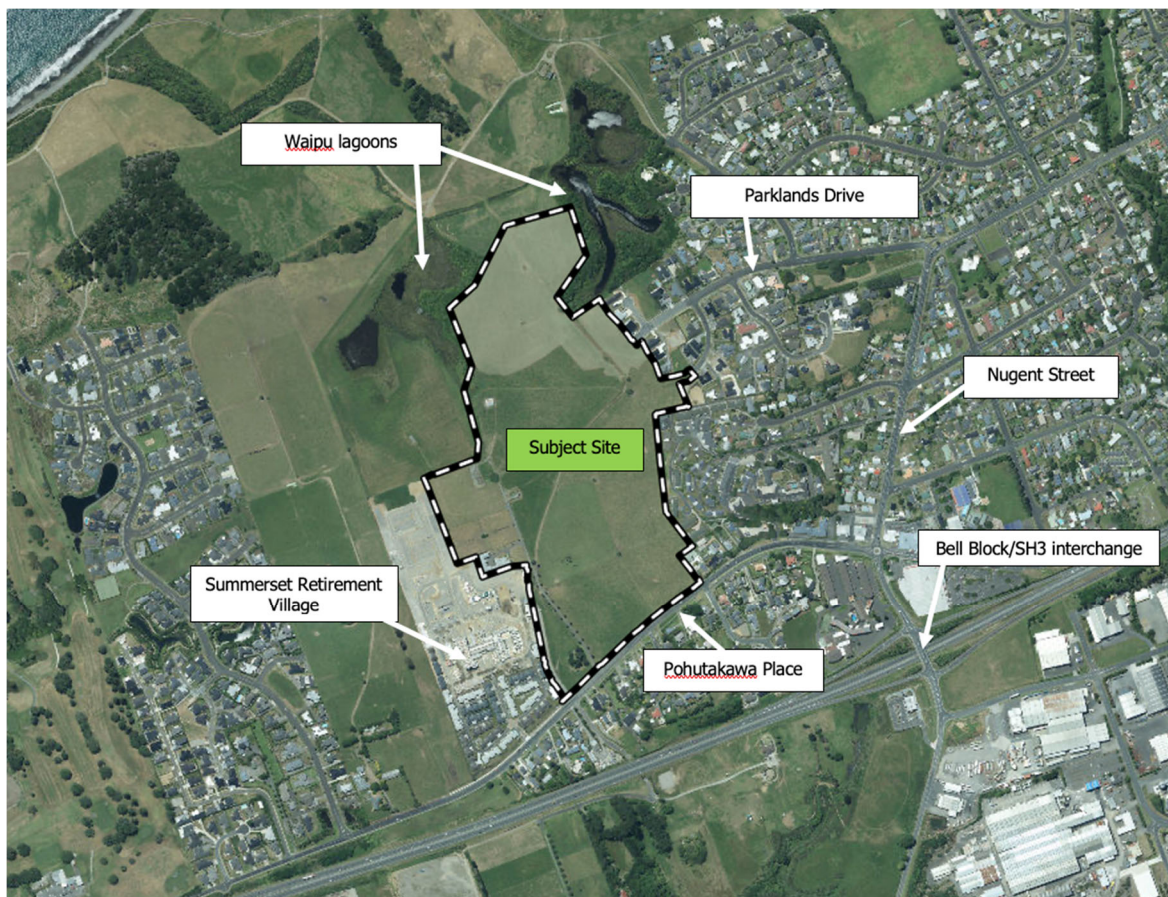 Waipu lagoons
Parklands Drive
Nugent Street
Subject Site
Bell Block/SH3 interchange
Summerset Retirement
Village
Pohutakawa Place